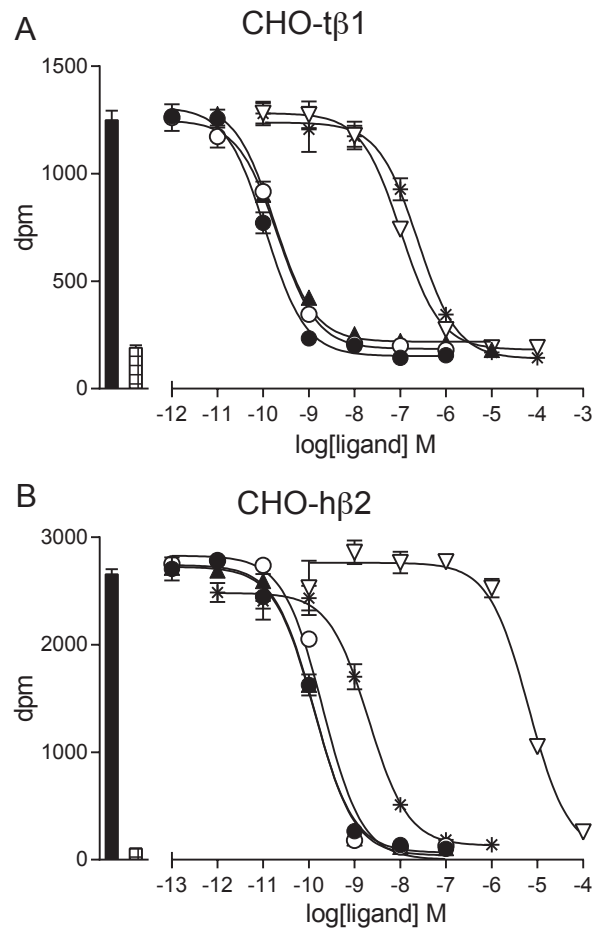 A
CHO-tβ1
1500
1000
500
0
dpm
-12 -11 -10 -9 -8 -7 -6 -5 -4 -3
log[ligand] M
B
CHO-hβ2
3000
2000
1000
0
dpm
-13 -12 -11 -10 -9 -8 -7 -6 -5 -4
log[ligand] M